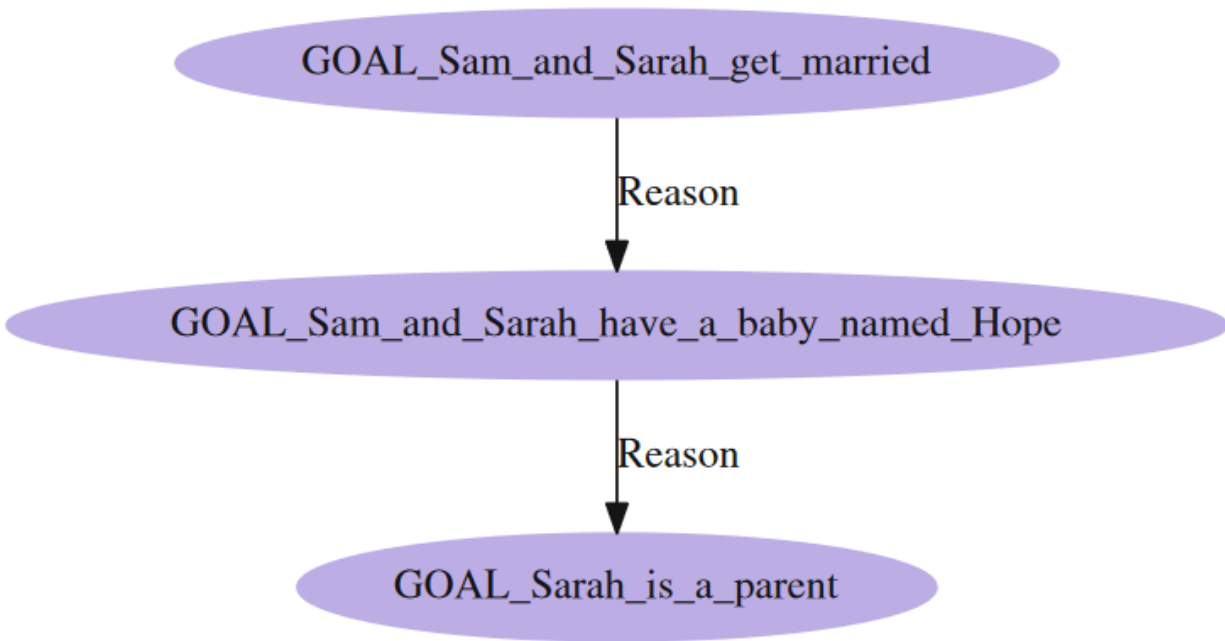 GOAL_Sam_and_Sarah_get_married
Reason
GOAL_Sam_and_Sarah_have_a_baby_named_Hope
Reason
GOAL_Sarah_is_a_parent